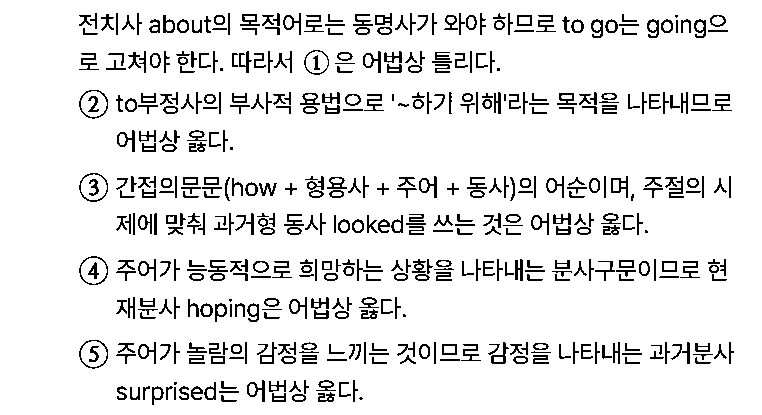 전치사 about의 목적어로는 동명사가 와야 하므로 to go는 going으
로 고쳐야 한다. 따라서 ①은 어법상 틀리다.
② to부정사의 부사적 용법으로 '~하기 위해'라는 목적을 나타내므로
어법상 옳다.
③ 간접의문문(how + 형용사 + 주어 + 동사)의 어순이며, 주절의 시
제에 맞춰 과거형 동사 looked를 쓰는 것은 어법상 옳다.
④ 주어가 능동적으로 희망하는 상황을 나타내는 분사구문이므로 현
재분사 hoping은 어법상 옳다.
⑤ 주어가 놀람의 감정을 느끼는 것이므로 감정을 나타내는 과거분사
surprised는 어법상 옳다.